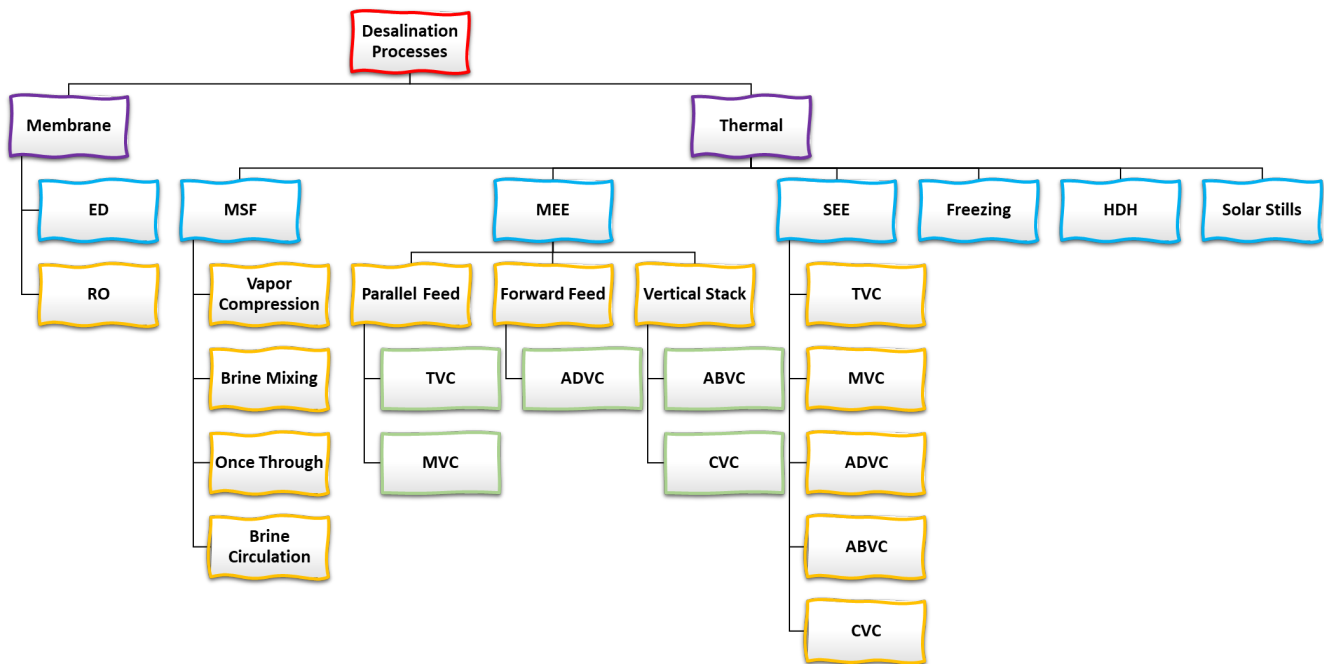 Desalination
Processes
Membrane
Thermal
ED
MSF
MEE
SEE
Freezing
HDH
Solar Stills
RO
Vapor
Compression
Parallel Feed
Forward Feed
Vertical Stack
TVC
Brine Mixing
TVC
ADVC
ABVC
MVC
Once Through
MVC
CVC
ADVC
Brine
Circulation
ABVC
CVC